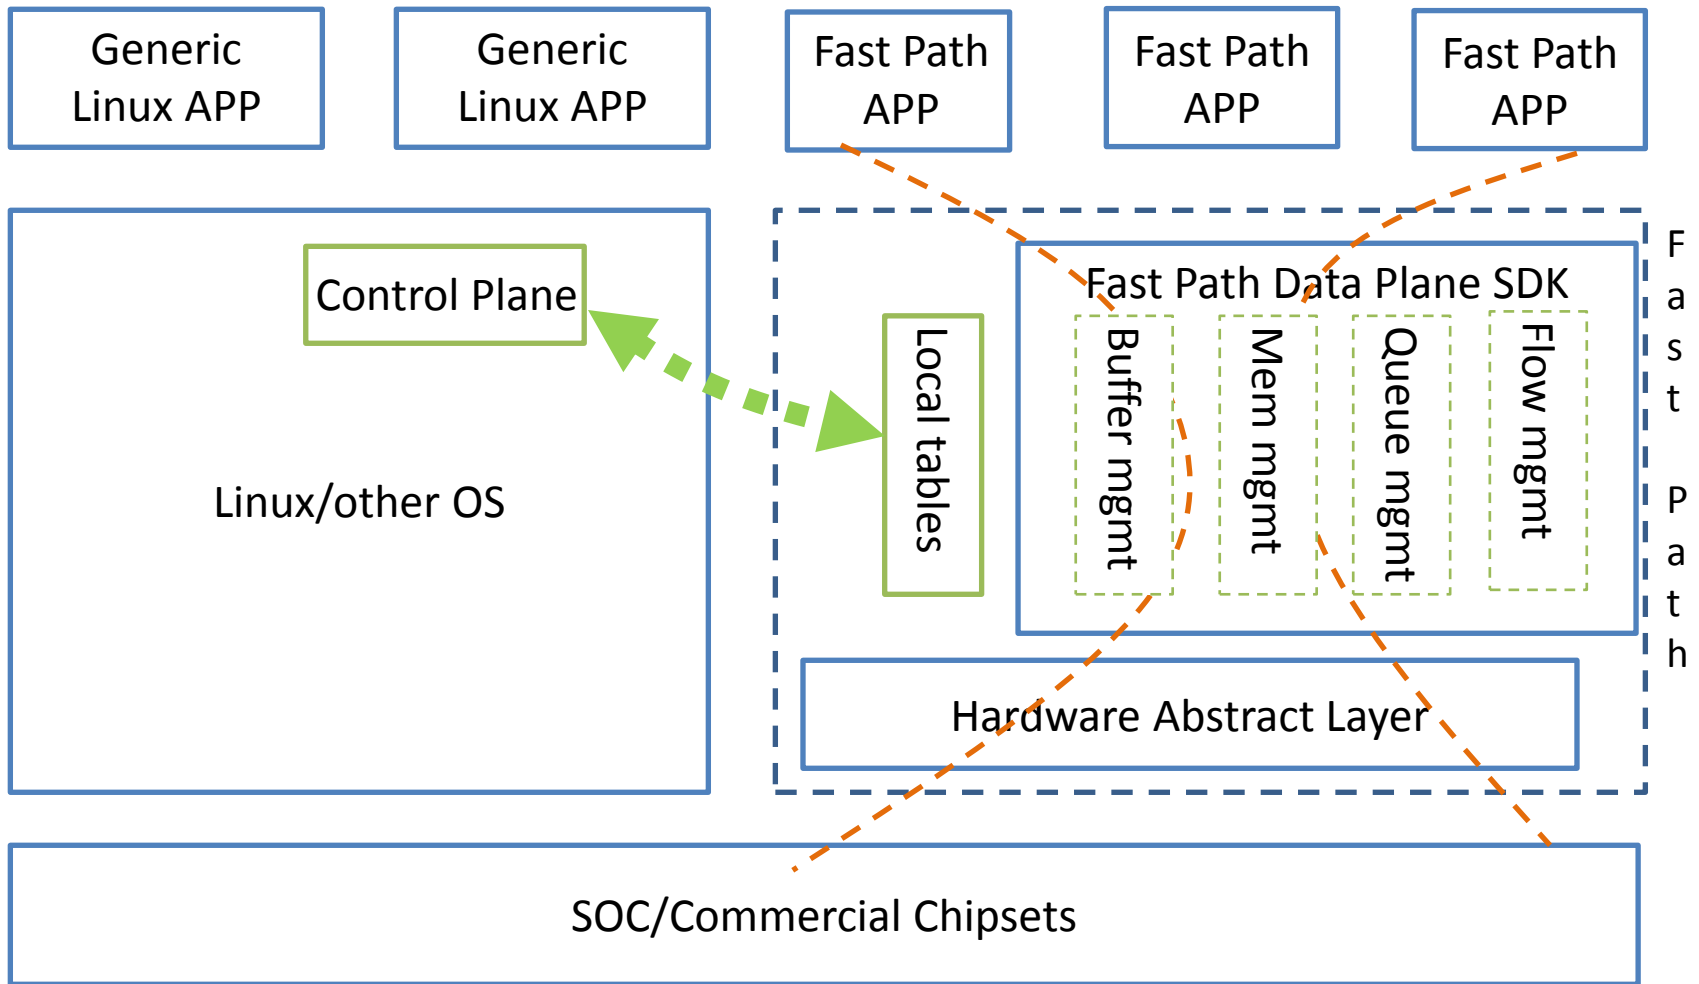 Generic
Linux APP
Generic
Linux APP
Fast Path
APP
Fast Path
APP
Fast Path
APP
Control Plane
Linux/other OS
Fast Path Data Plane SDK
Local tables
Buffer mgmt
Mem mgmt
Queue mgmt
Flow mgmt
Fast Path
Hardware Abstract Layer
SOC/Commercial Chipsets